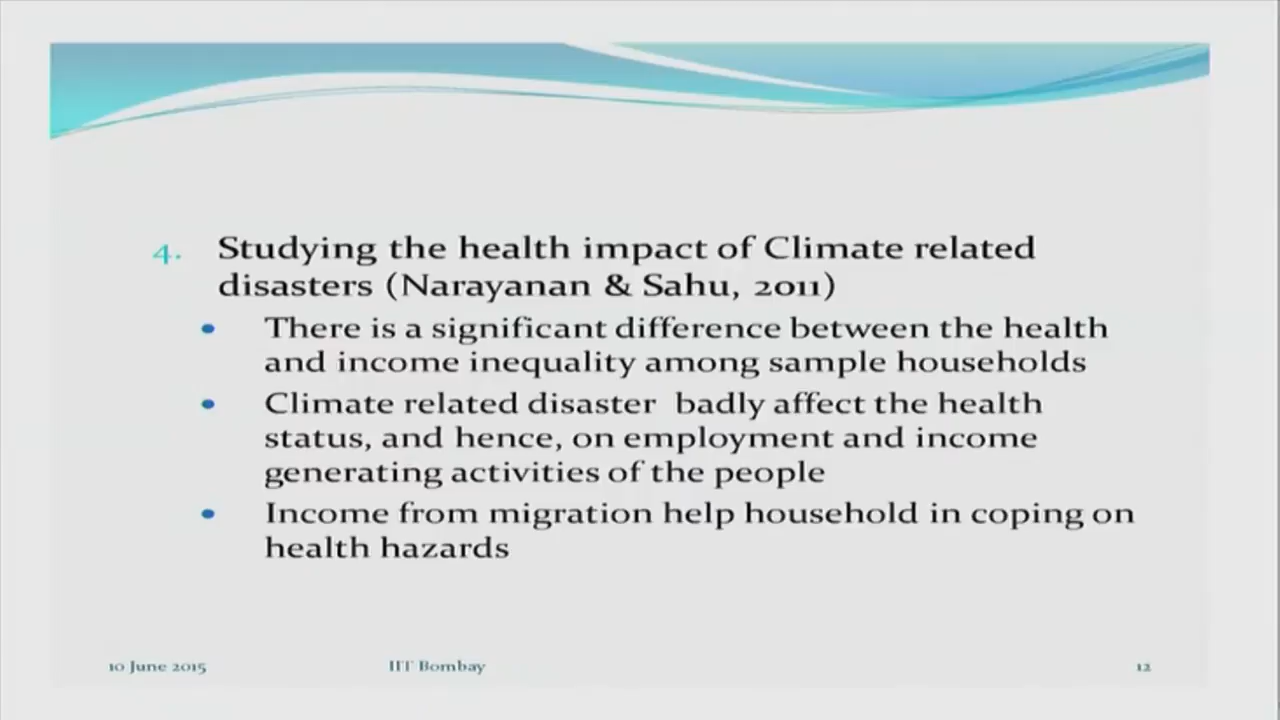 4. Studying the health impact of Climate related
disasters (Narayanan & Sahu, 2011)
• There is a significant difference between the health
and income inequality among sample households
• Climate related disaster badly affect the health
status, and hence, on employment and income
generating activities of the people
• Income from migration help household in coping on
health hazards
10 June 2015 IIT Bombay 12